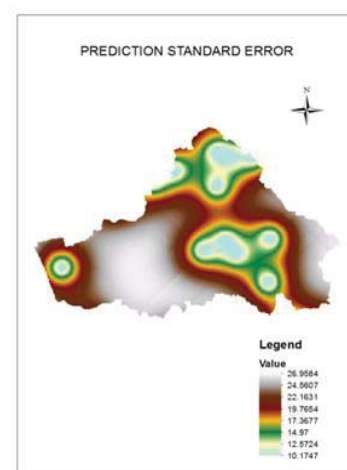 PREDICTION STANDARD ERROR
N
Legend
Value
26.9584
24.5607
22.1631
19.7654
17.3677
14.97
12.5724
10.1747